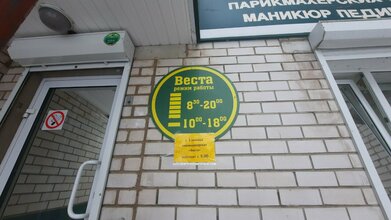 ПАРИКМАХЕРСКАЯ
МАНИКЮР ПЕДИ
Веста
режим работы
8⁰⁰-20⁰⁰
10⁰⁰-18⁰⁰